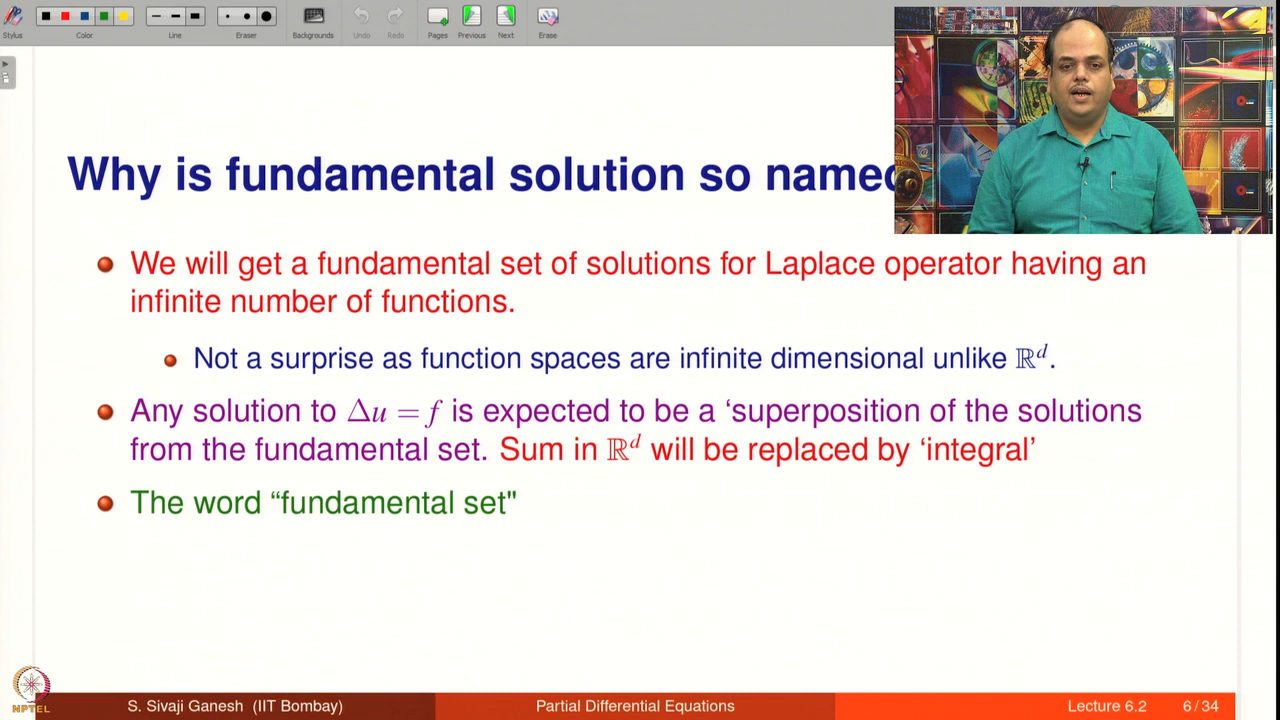 Stylus
Color
Line
Eraser
Backgrounds
Undo
Redo
Pages
Previous
Next
Erase
Why is fundamental solution so named
We will get a fundamental set of solutions for Laplace operator having an
infinite number of functions.
Not a surprise as function spaces are infinite dimensional unlike ℝᵈ.
Any solution to Δu = f is expected to be a ‘superposition of the solutions
from the fundamental set. Sum in ℝᵈ will be replaced by ‘integral’
The word “fundamental set"
NPTEL
S. Sivaji Ganesh (IIT Bombay)
Partial Differential Equations
Lecture 6.2
6 / 34